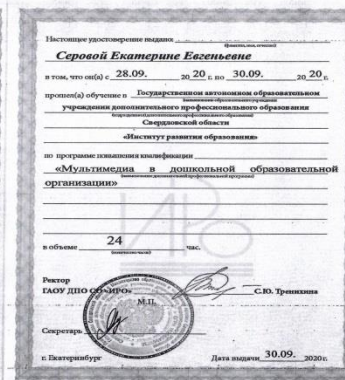 Настоящее удостоверение выдано
(фамилия, имя, отчество)
Серовой Екатерине Евгеньевне
в том, что он(а) с 28.09. 20 20 г. по 30.09. 20 20 г.
прошел(а) обучение в Государственном автономном образовательном
учреждении дополнительного профессионального образования
Свердловской области
«Институт развития образования»
по программе повышения квалификации
«Мультимедиа в дошкольной образовательной
организации»
в объеме 24 час.
Ректор
ГАОУ ДПО СО «ИРО» С.Ю. Тренихина
М.П.
Секретарь
г. Екатеринбург Дата выдачи 30.09. 2020 г.